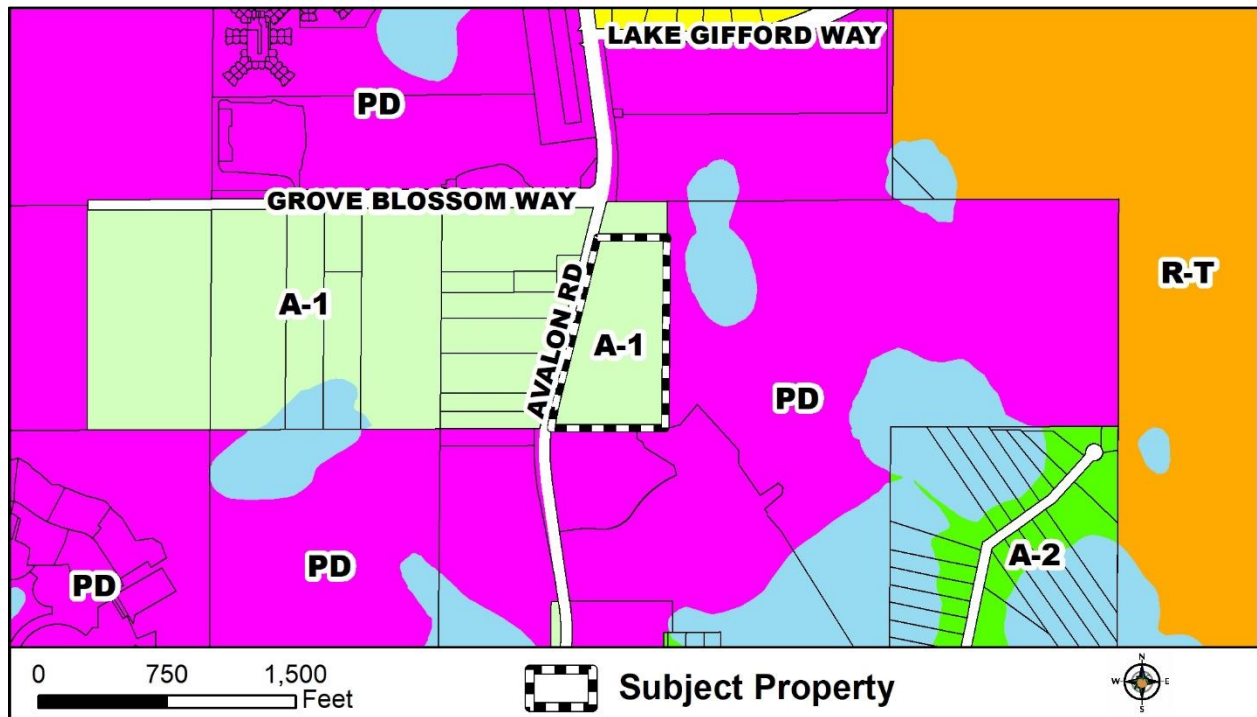 LAKE GIFFORD WAY
PD
GROVE BLOSSOM WAY
R-T
A-1
AVALON RD
A-1
PD
A-2
PD
PD
0 750 1,500
Feet
Subject Property
N
W E
S